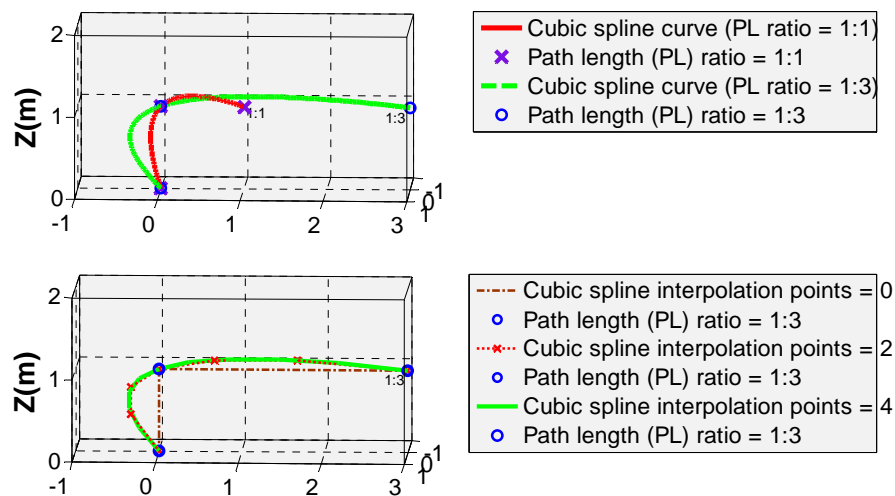 2
Z(m)
1
0
-1
0
1
2
3
-1
0
1
1:1
1:3
Cubic spline curve (PL ratio = 1:1)
Path length (PL) ratio = 1:1
Cubic spline curve (PL ratio = 1:3)
Path length (PL) ratio = 1:3
2
Z(m)
1
0
-1
0
1
2
3
-1
0
1
1:3
Cubic spline interpolation points = 0
Path length (PL) ratio = 1:3
Cubic spline interpolation points = 2
Path length (PL) ratio = 1:3
Cubic spline interpolation points = 4
Path length (PL) ratio = 1:3